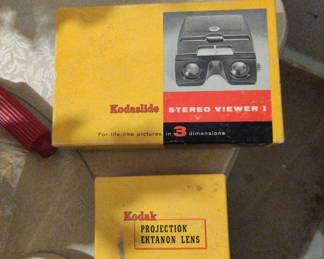 Kodaslide STEREO VIEWER I
For life-like pictures in 3 dimensions
Kodak
PROJECTION
EKTANON LENS